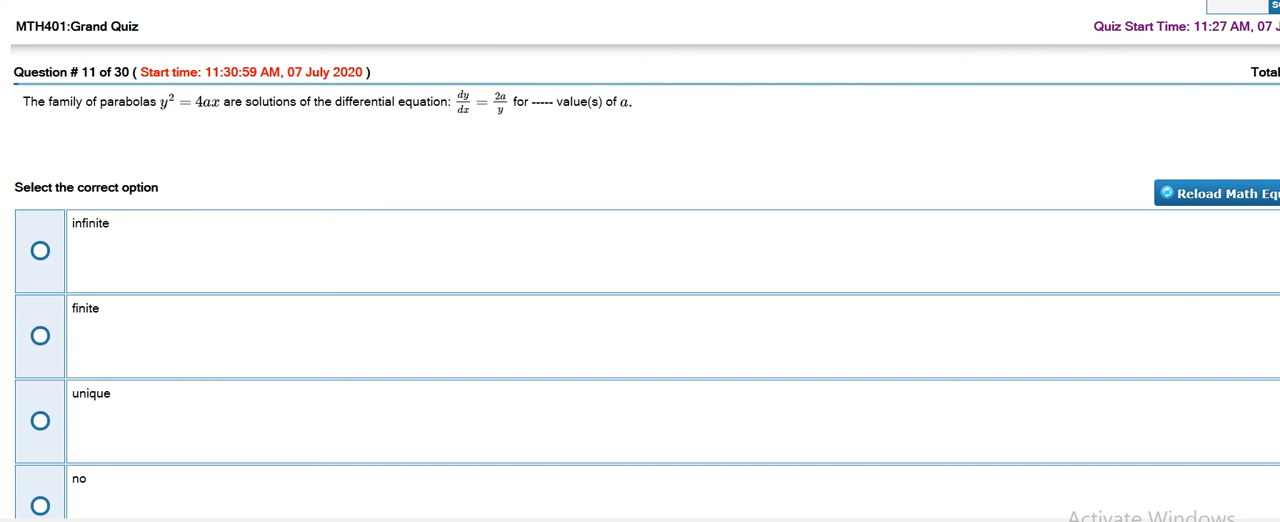 MTH401:Grand Quiz
Quiz Start Time: 11:27 AM, 07
Question # 11 of 30 ( Start time: 11:30:59 AM, 07 July 2020 )
Total
The family of parabolas y² = 4ax are solutions of the differential equation: dy/dx = 2a/y for ----- value(s) of a.
Select the correct option
Reload Math Eq
infinite
finite
unique
no
Activate Windows